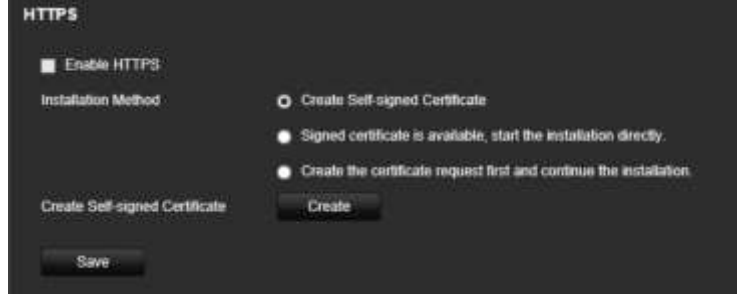 HTTPS
Enable HTTPS
Installation Method
Create Self-signed Certificate
Signed certificate is available, start the installation directly.
Create the certificate request first and continue the installation.
Create Self-signed Certificate
Create
Save